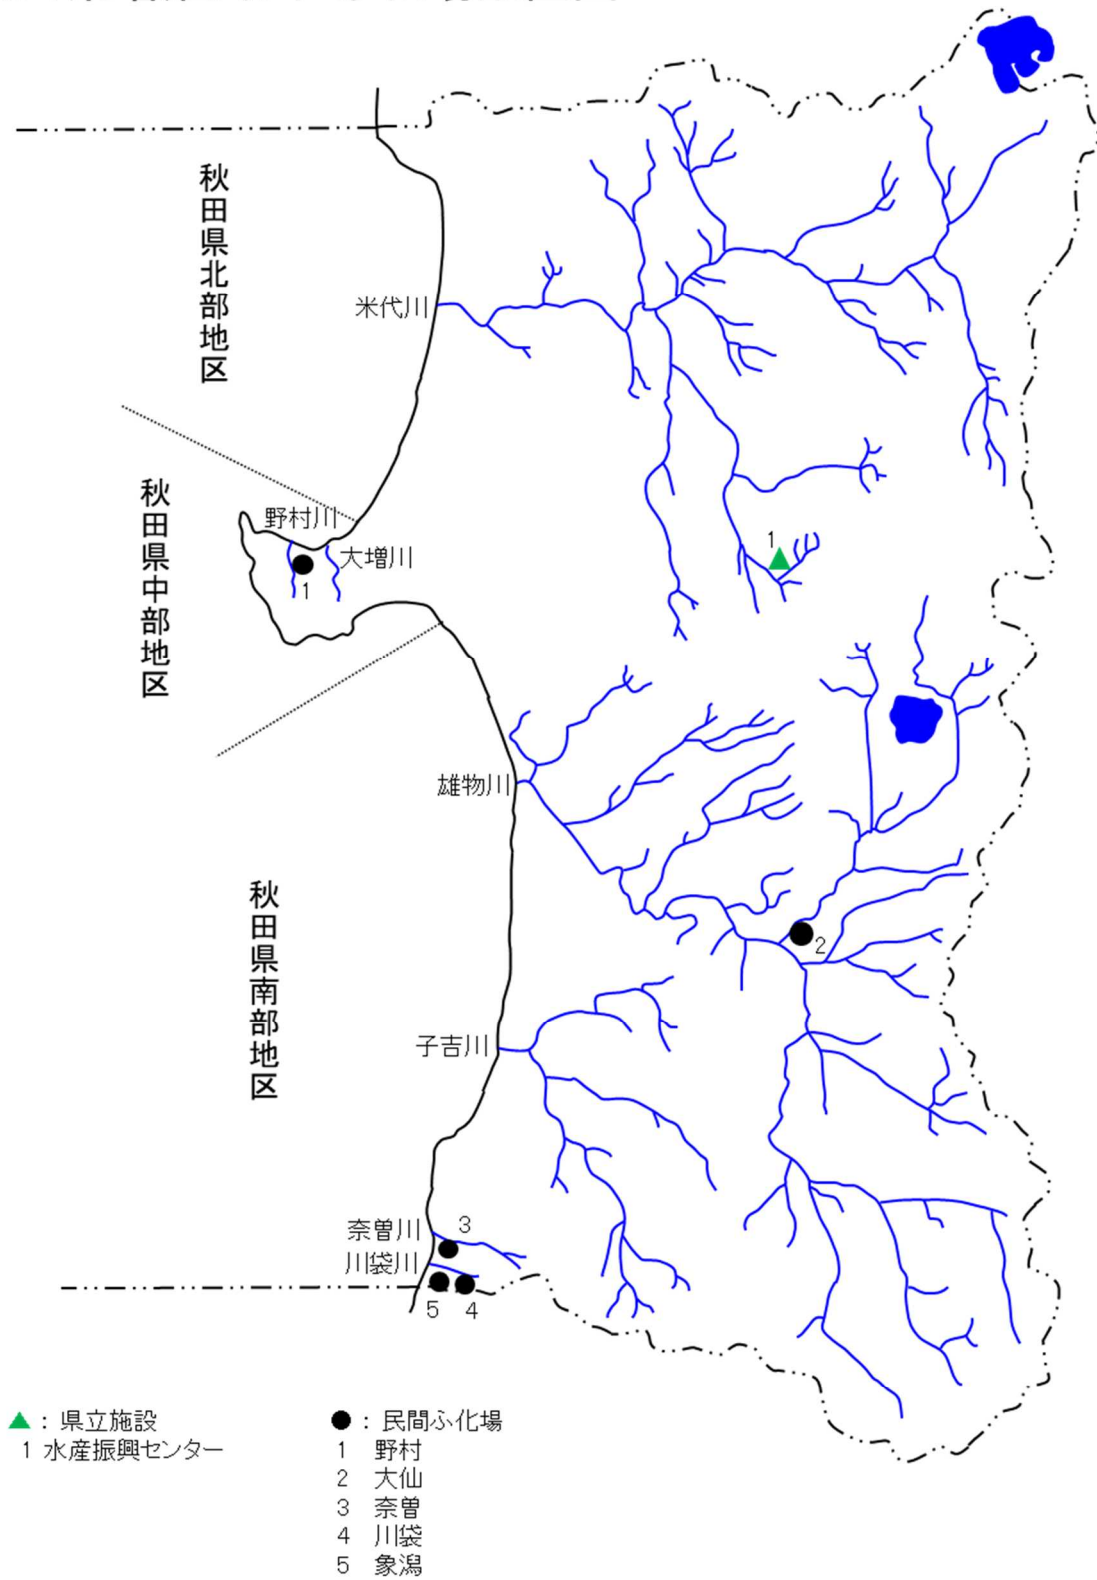 秋田県北部地区
米代川
秋田県中部地区
野村川
大増川
1
1
秋田県南部地区
雄物川
2
子吉川
奈曽川
3
川袋川
5
4
▲：県立施設
1 水産振興センター
●：民間ふ化場
1 野村
2 大仙
3 奈曽
4 川袋
5 象潟